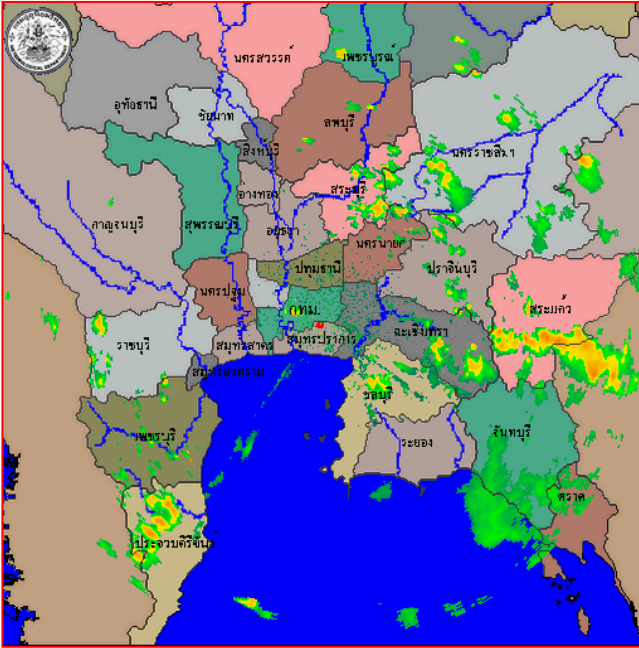 นครสวรรค์
เพชรบูรณ์
อุทัยธานี
ชัยนาท
ลพบุรี
สิงห์บุรี
นครราชสีมา
อ่างทอง
สระบุรี
กาญจนบุรี
สุพรรณบุรี
อยุธยา
นครนายก
ปทุมธานี
ปราจีนบุรี
นครปฐม
กทม.
สระแก้ว
ฉะเชิงเทรา
ราชบุรี
สมุทรสาคร
สมุทรปราการ
สมุทรสงคราม
ชลบุรี
เพชรบุรี
ระยอง
จันทบุรี
ตราด
ประจวบคีรีขันธ์